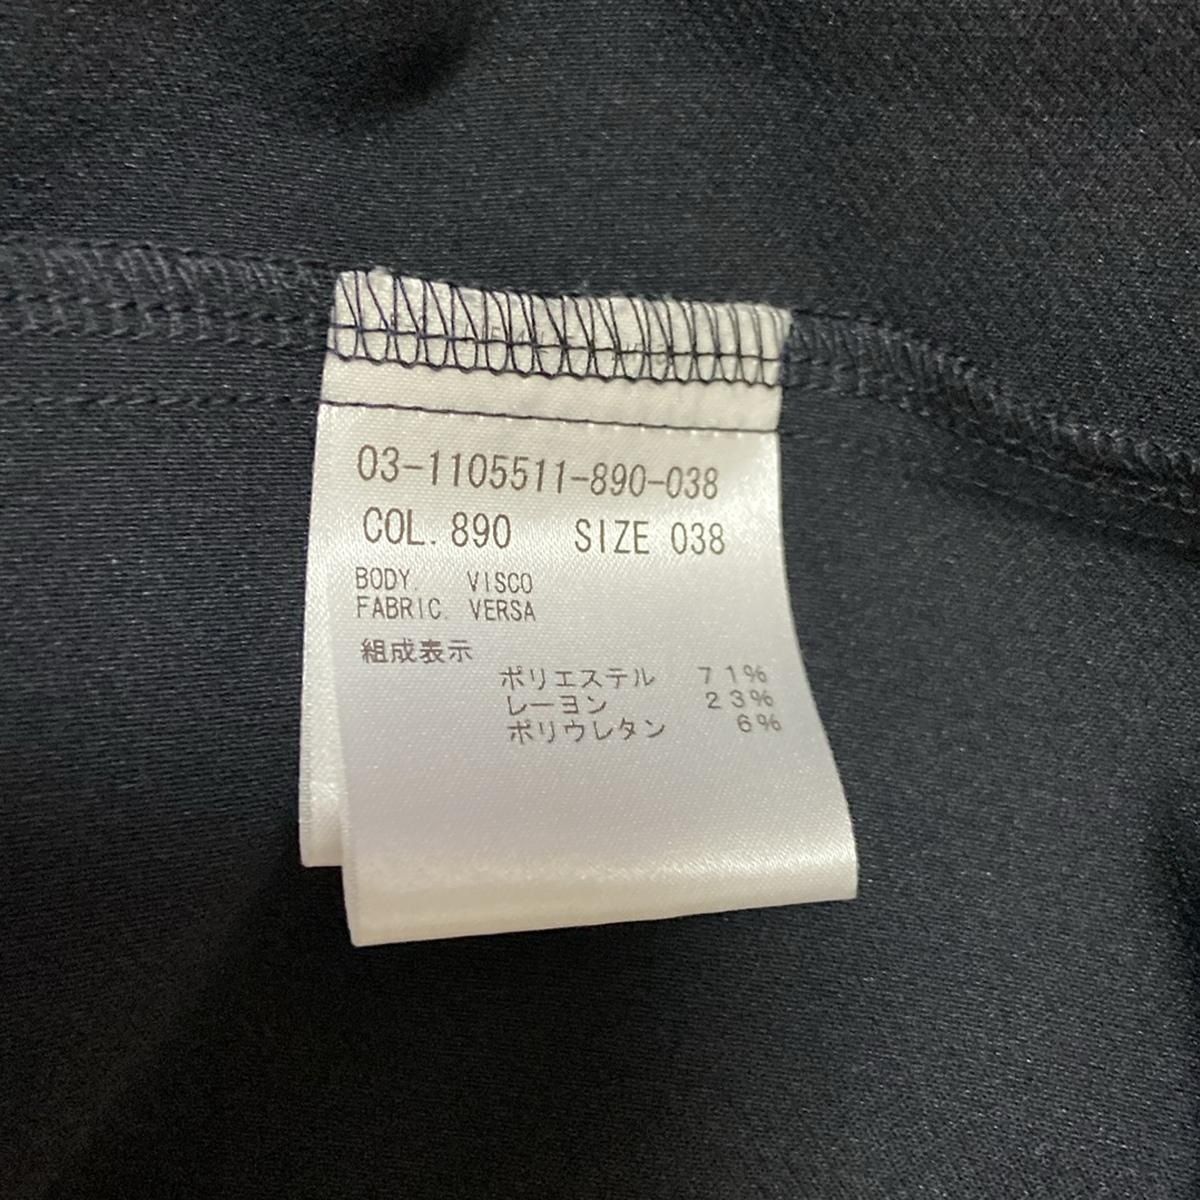 03-1105511-890-038
COL. 890 SIZE 038
BODY. VISCO
FABRIC. VERSA
組成表示
ポリエステル 71%
レーヨン 23%
ポリウレタン 6%